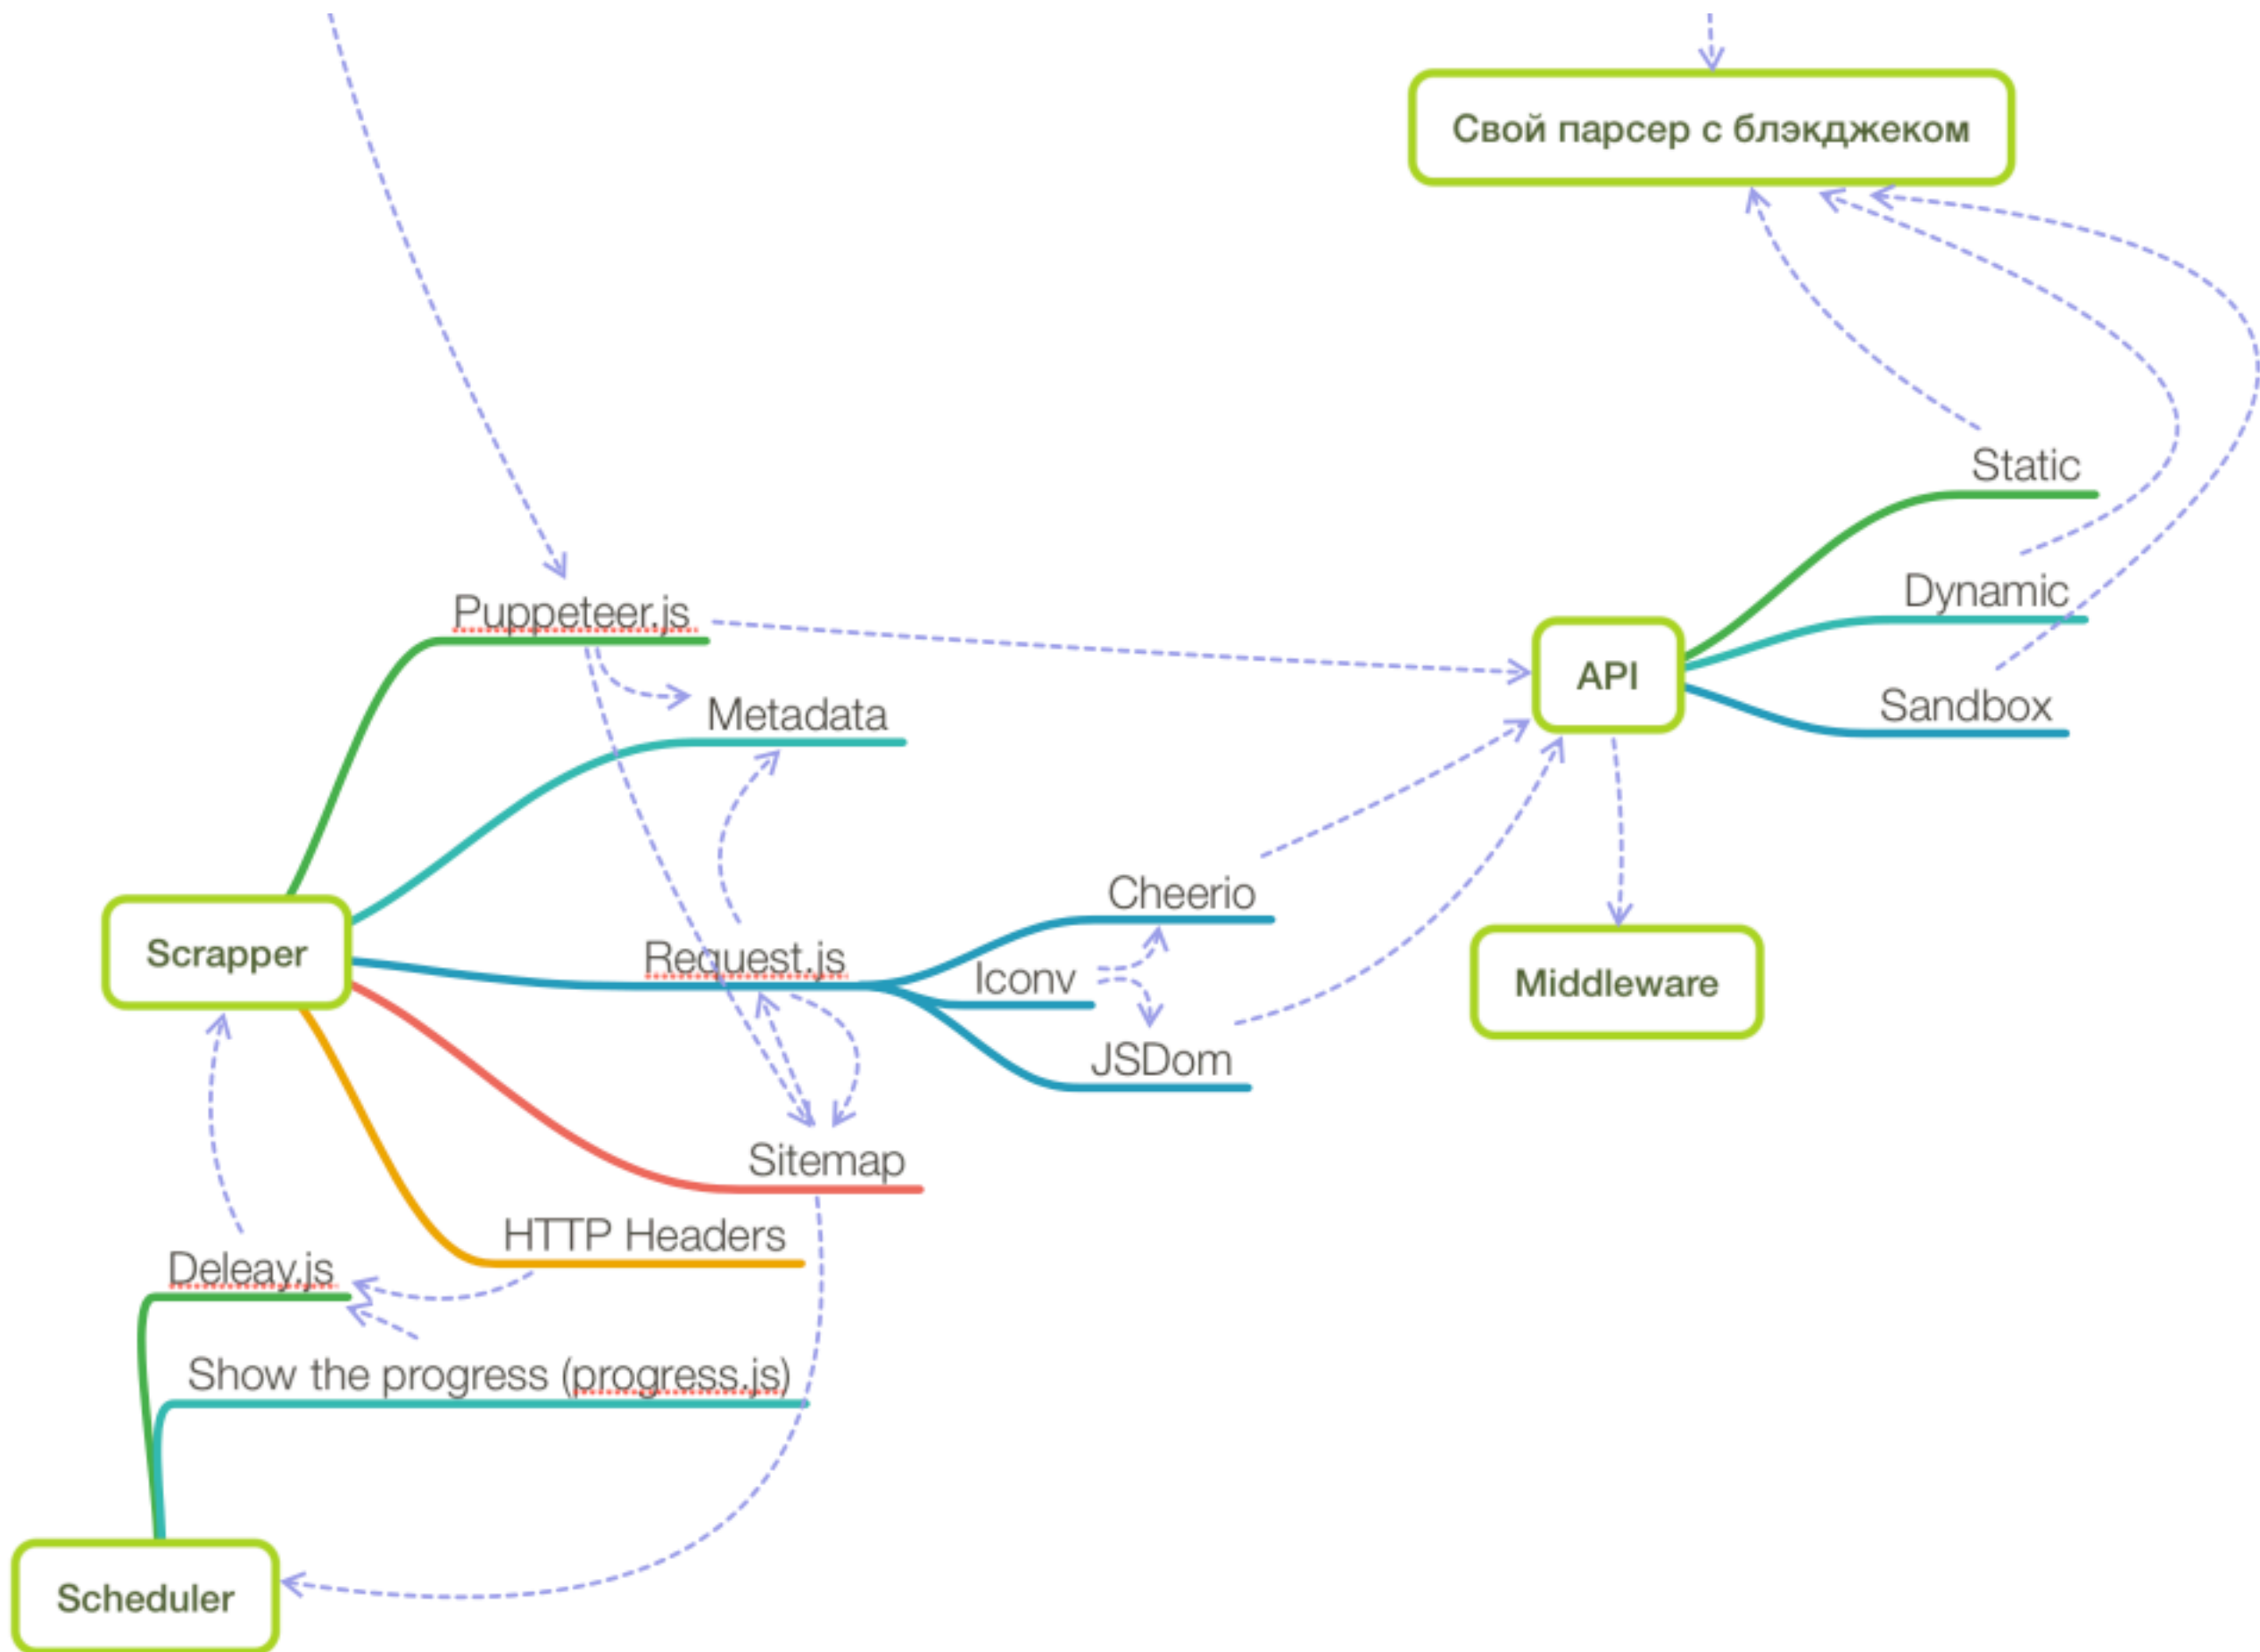 Свой парсер с блэкджеком
Static
Puppeteer.js
Dynamic
API
Metadata
Sandbox
Cheerio
Scrapper
Request.js
Iconv
Middleware
JSDom
Sitemap
HTTP Headers
Deleay.js
Show the progress (progress.js)
Scheduler